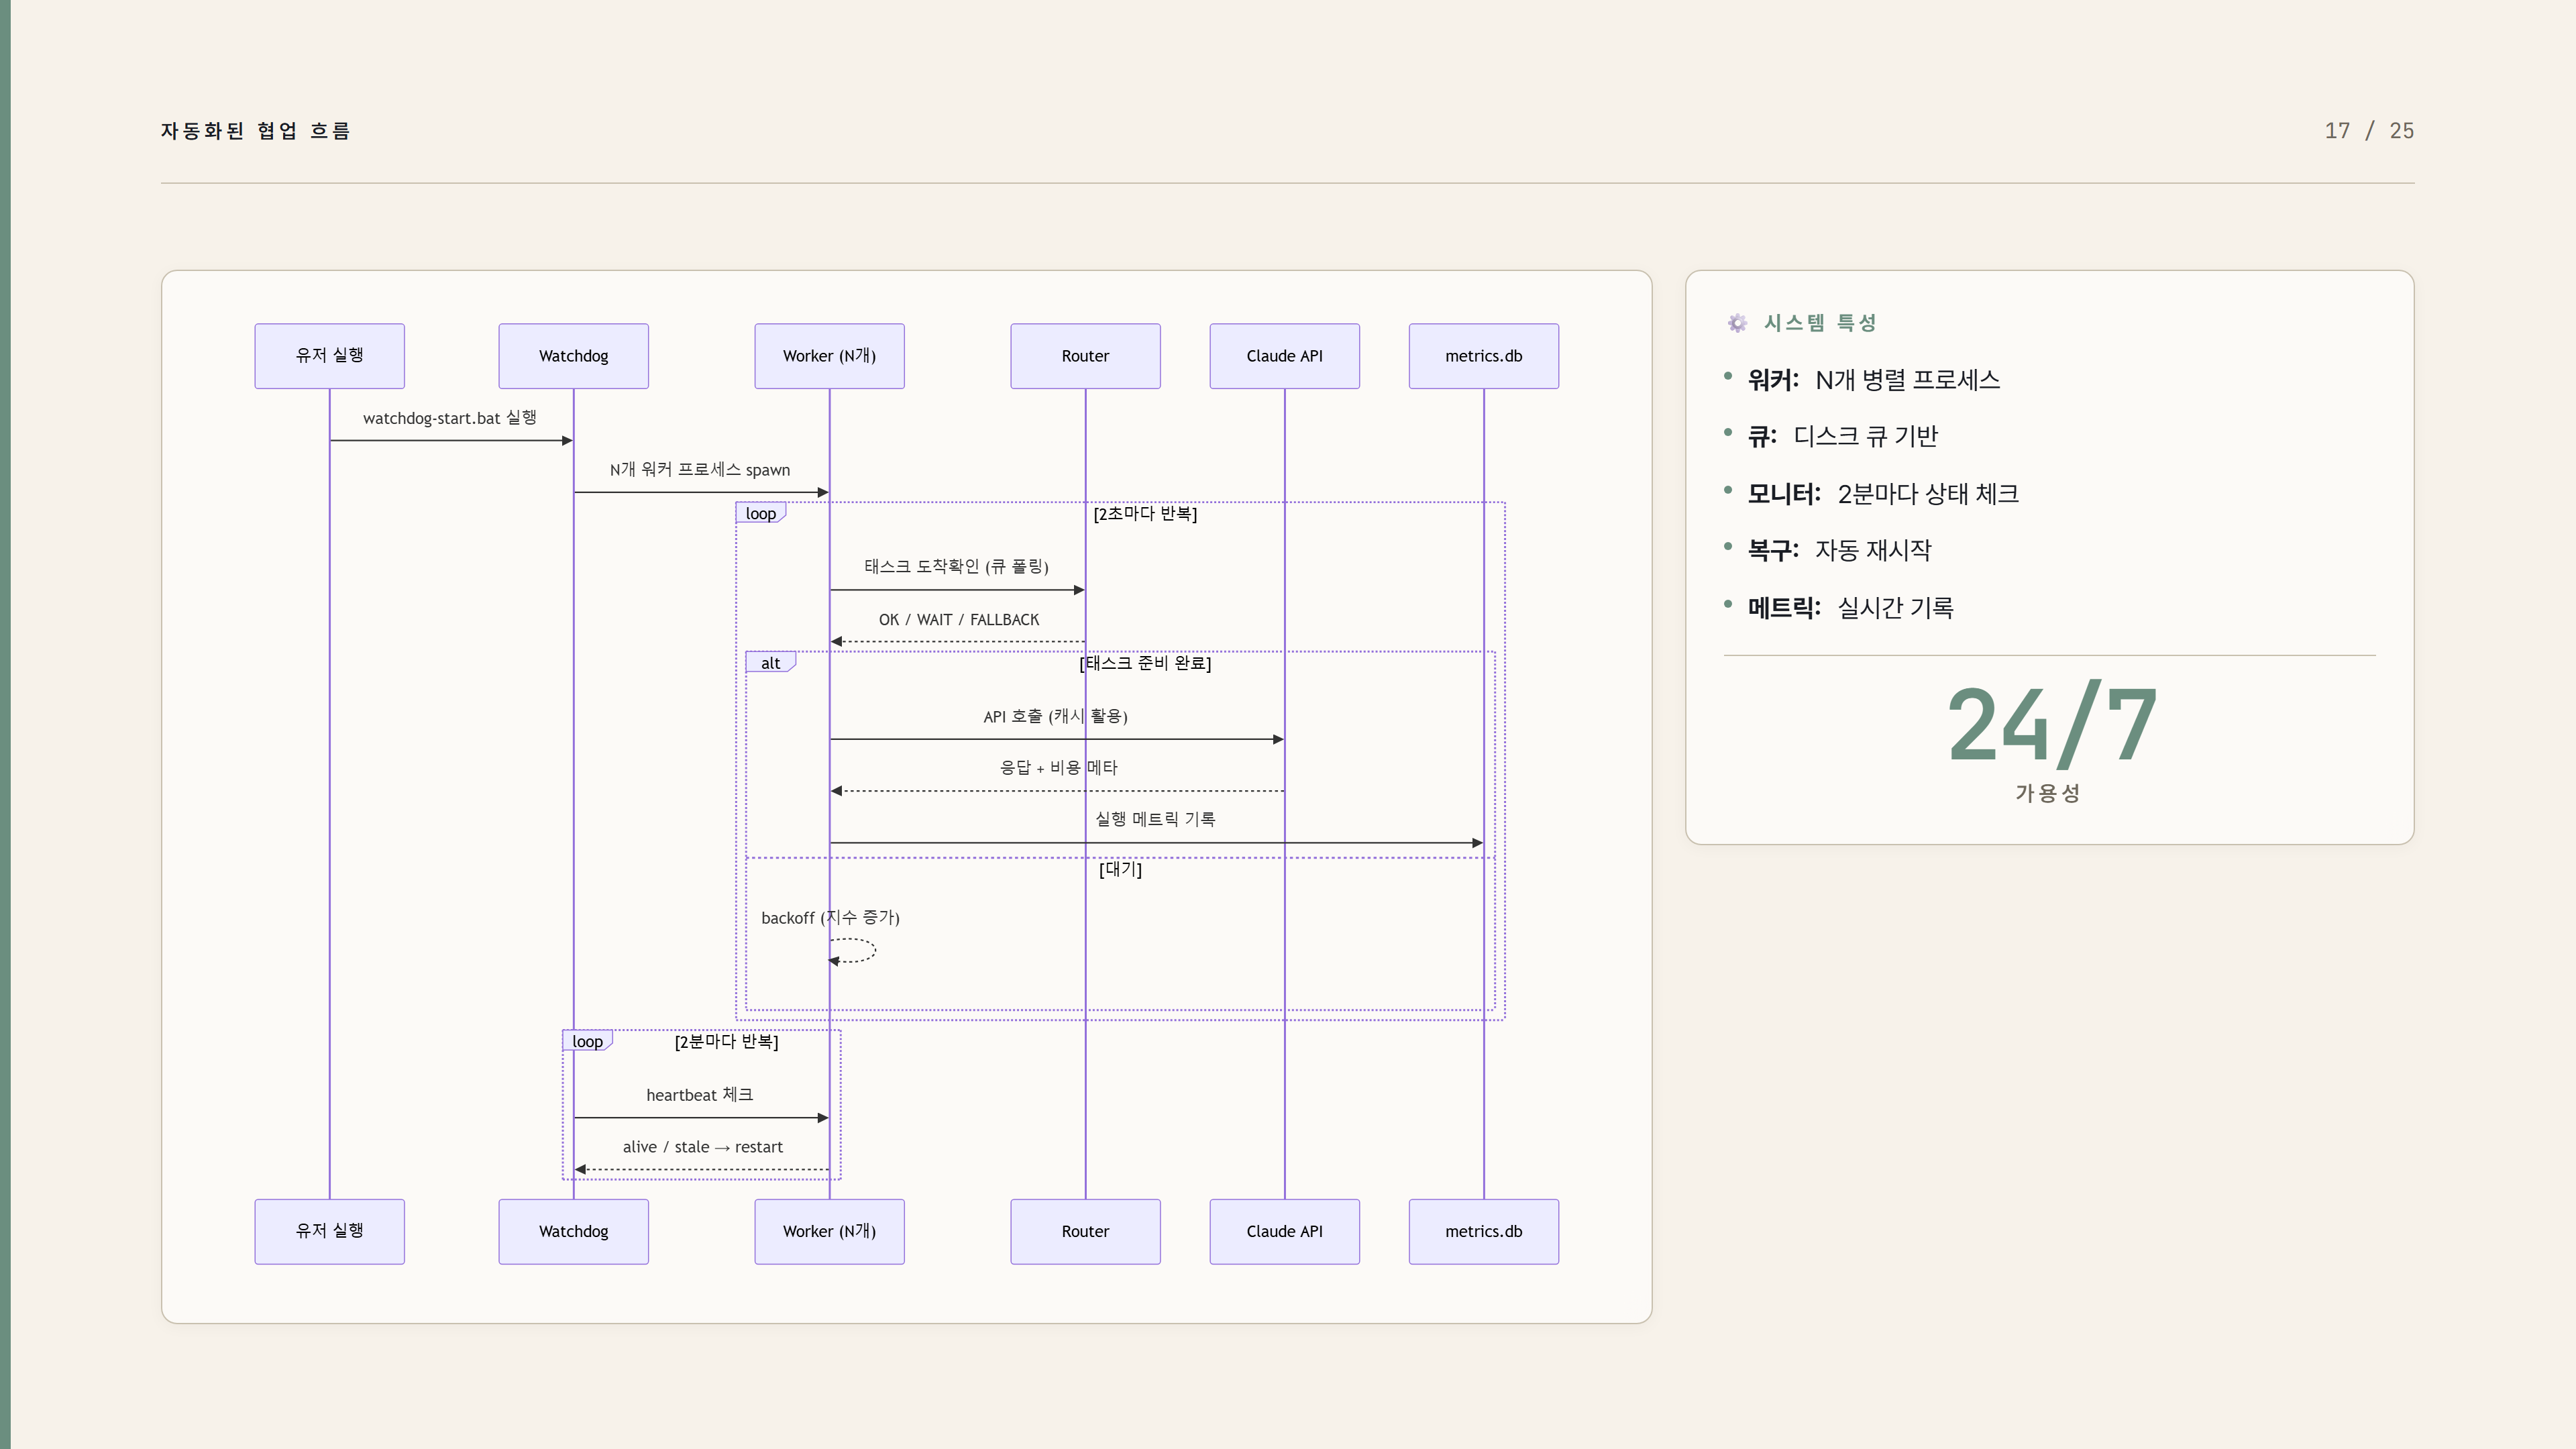 자동화된 협업 흐름
17 / 25
유저 실행
Watchdog
Worker (N개)
Router
Claude API
metrics.db
watchdog-start.bat 실행
N개 워커 프로세스 spawn
loop
[2초마다 반복]
태스크 도착확인 (큐 폴링)
OK / WAIT / FALLBACK
alt
[태스크 준비 완료]
API 호출 (캐시 활용)
응답 + 비용 메타
실행 메트릭 기록
[대기]
backoff (지수 증가)
loop
[2분마다 반복]
heartbeat 체크
alive / stale → restart
유저 실행
Watchdog
Worker (N개)
Router
Claude API
metrics.db
시스템 특성
워커: N개 병렬 프로세스
큐: 디스크 큐 기반
모니터: 2분마다 상태 체크
복구: 자동 재시작
메트릭: 실시간 기록
24/7
가용성